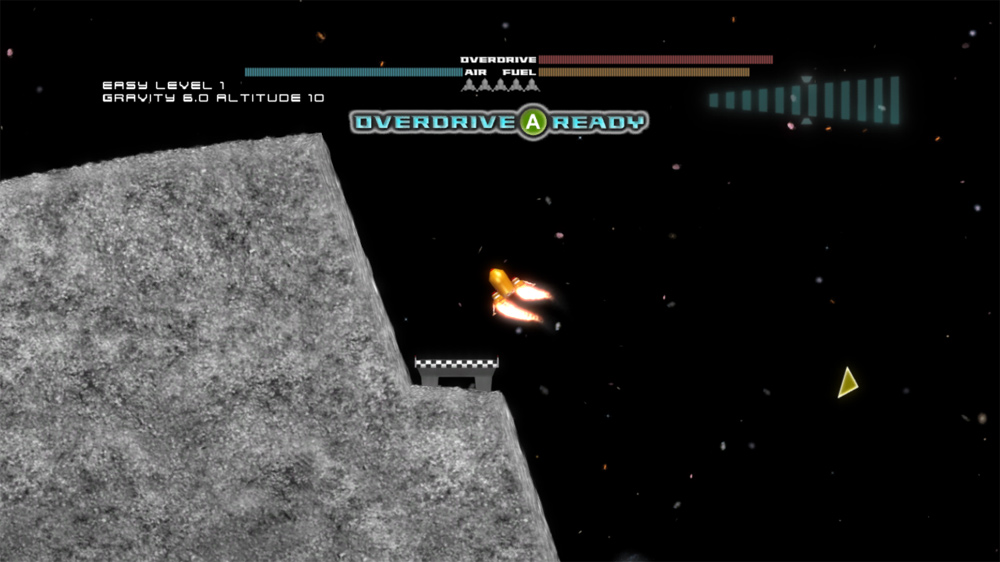 OVERDRIVE
AIR FUEL
EASY LEVEL 1
GRAVITY 6.0 ALTITUDE 10
OVERDRIVE A READY